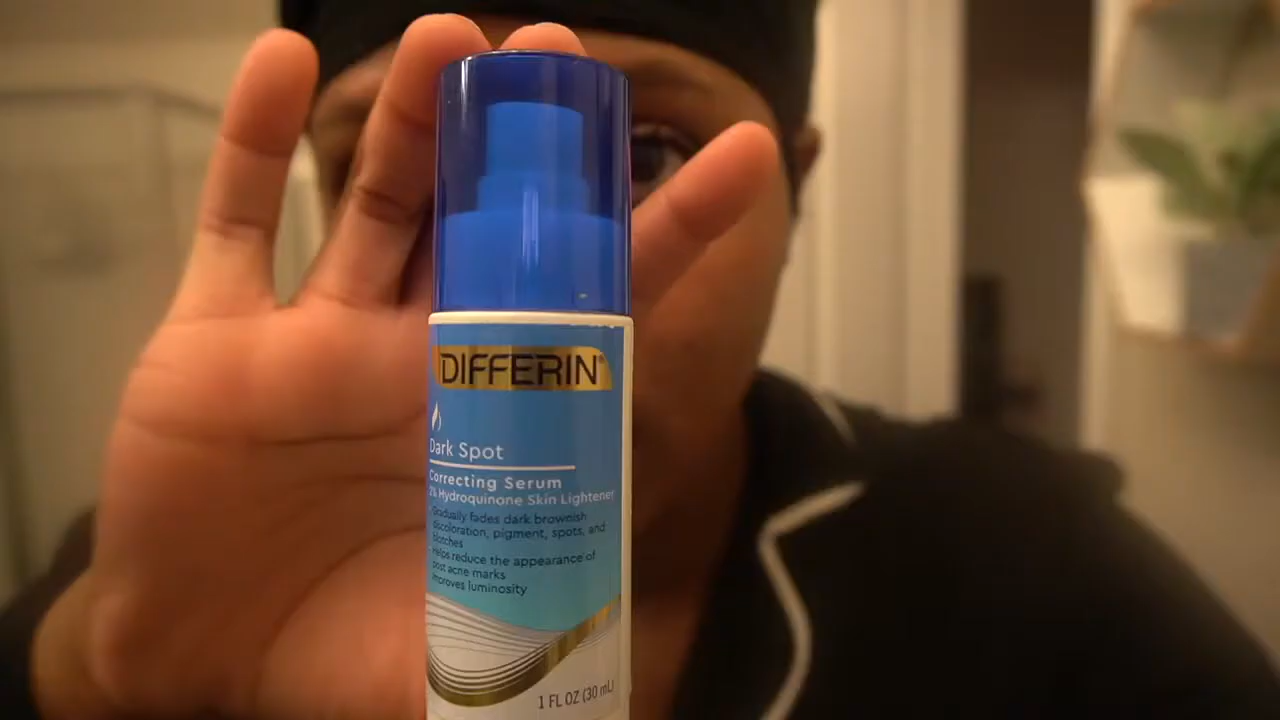 DIFFERIN®
Dark Spot
Correcting Serum
2% Hydroquinone Skin Lightener
Gradually fades dark brownish
discoloration, pigment, spots, and
blotches
Helps reduce the appearance of
post acne marks
Improves luminosity
1 FL OZ (30 mL)